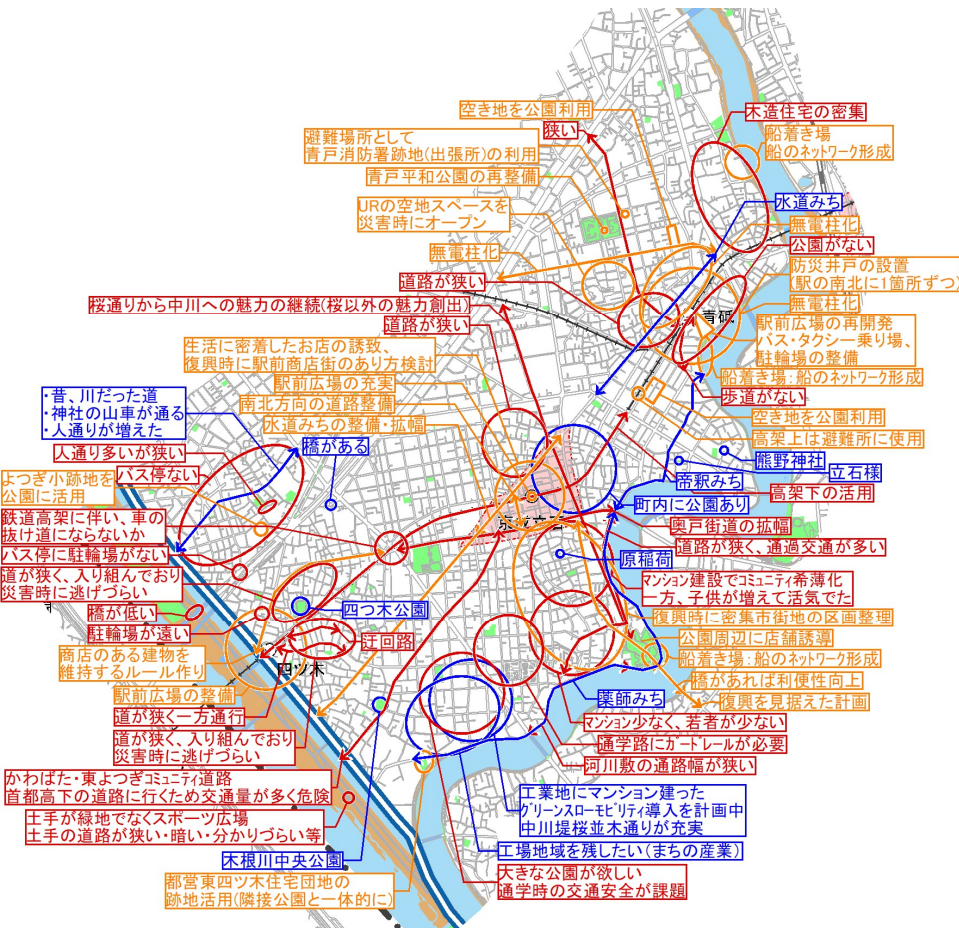 空き地を公園利用
木造住宅の密集
狭い
避難場所として
青戸消防署跡地(出張所)の利用
船着き場
船のネットワーク形成
青戸平和公園の再整備
水道みち
URの空地スペースを
災害時にオープン
無電柱化
公園がない
無電柱化
防災井戸の設置
(駅の南北に1箇所ずつ)
道路が狭い
無電柱化
桜通りから中川への魅力の継続(桜以外の魅力創出)
青砥
道路が狭い
駅前広場の再開発
バス・タクシー乗り場、
駐輪場の整備
生活に密着したお店の誘致、
復興時に駅前商店街のあり方検討
船着き場:船のネットワーク形成
駅前広場の充実
歩道がない
・昔、川だった道
・神社の山車が通る
・人通りが増えた
南北方向の道路整備
空き地を公園利用
水道みちの整備・拡幅
高架上は避難所に使用
橋がある
人通り多いが狭い
熊野神社
バス停ない
立石様
よつぎ小跡地を
公園に活用
帝釈みち
高架下の活用
町内に公園あり
鉄道高架に伴い、車の
抜け道にならないか
京成立石
奥戸街道の拡幅
道路が狭く、通過交通が多い
バス停に駐輪場がない
原稲荷
道が狭く、入り組んでおり
災害時に逃げづらい
マンション建設でコミュニティ希薄化
一方、子供が増えて活気でた
橋が低い
四つ木公園
復興時に密集市街地の区画整理
駐輪場が遠い
迂回路
公園周辺に店舗誘導
商店のある建物を
維持するルール作り
船着き場:船のネットワーク形成
四ツ木
橋があれば利便性向上
駅前広場の整備
薬師みち
復興を見据えた計画
道が狭く一方通行
マンション少なく、若者が少ない
道が狭く、入り組んでおり
災害時に逃げづらい
通学路にガードレールが必要
河川敷の通路幅が狭い
かわばた・東よつぎコミュニティ道路
首都高下の道路に行くため交通量が多く危険
工業地にマンション建った
グリーンスローモビリティ導入を計画中
中川堤桜並木通りが充実
土手が緑地でなくスポーツ広場
土手の道路が狭い・暗い・分かりづらい等
木根川中央公園
工場地域を残したい(まちの産業)
都営東四ツ木住宅団地の
跡地活用(隣接公園と一体的に)
大きな公園が欲しい
通学時の交通安全が課題